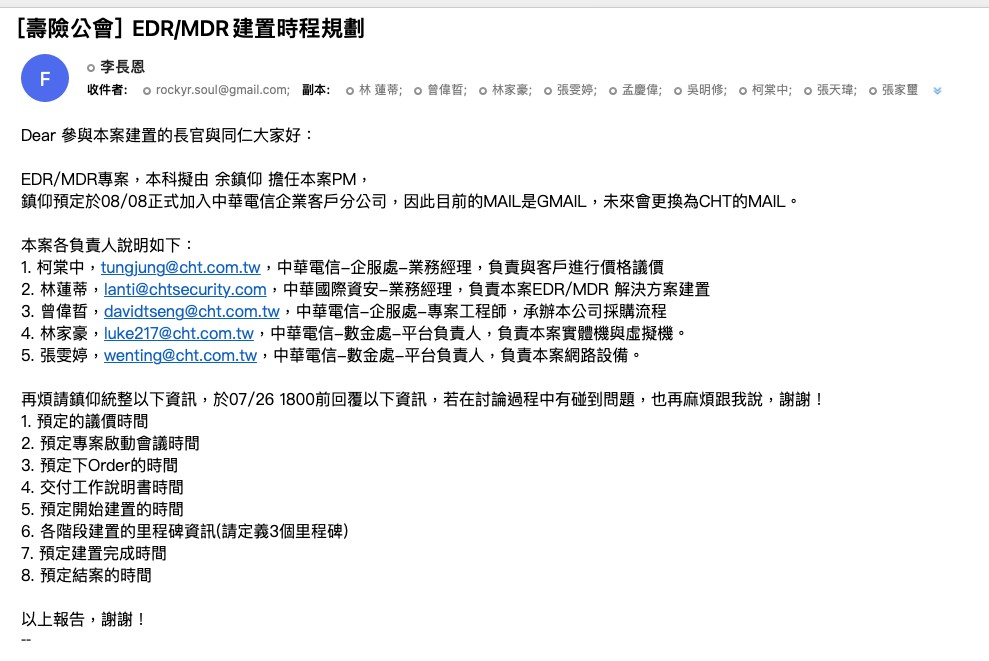 [壽險公會] EDR/MDR 建置時程規劃
F
李長恩
收件者: rockyr.soul@gmail.com; 副本: 林 蓮蒂; 曾偉哲; 林家豪; 張雯婷; 孟慶偉; 吳明修; 柯棠中; 張天瑋; 張家璽
Dear 參與本案建置的長官與同仁大家好：
EDR/MDR專案，本科擬由 余鎮仰 擔任本案PM，
鎮仰預定於08/08正式加入中華電信企業客戶分公司，因此目前的MAIL是GMAIL，未來會更換為CHT的MAIL。
本案各負責人說明如下：
1. 柯棠中，tungjung@cht.com.tw，中華電信–企服處–業務經理，負責與客戶進行價格議價
2. 林蓮蒂，lanti@chtsecurity.com，中華國際資安–業務經理，負責本案EDR/MDR 解決方案建置
3. 曾偉哲，davidtseng@cht.com.tw，中華電信–企服處–專案工程師，承辦本公司採購流程
4. 林家豪，luke217@cht.com.tw，中華電信–數金處–平台負責人，負責本案實體機與虛擬機。
5. 張雯婷，wenting@cht.com.tw，中華電信–數金處–平台負責人，負責本案網路設備。
再煩請鎮仰統整以下資訊，於07/26 1800前回覆以下資訊，若在討論過程中有碰到問題，也再麻煩跟我說，謝謝！
1. 預定的議價時間
2. 預定專案啟動會議時間
3. 預定下Order的時間
4. 交付工作說明書時間
5. 預定開始建置的時間
6. 各階段建置的里程碑資訊(請定義3個里程碑)
7. 預定建置完成時間
8. 預定結案的時間
以上報告，謝謝！
--